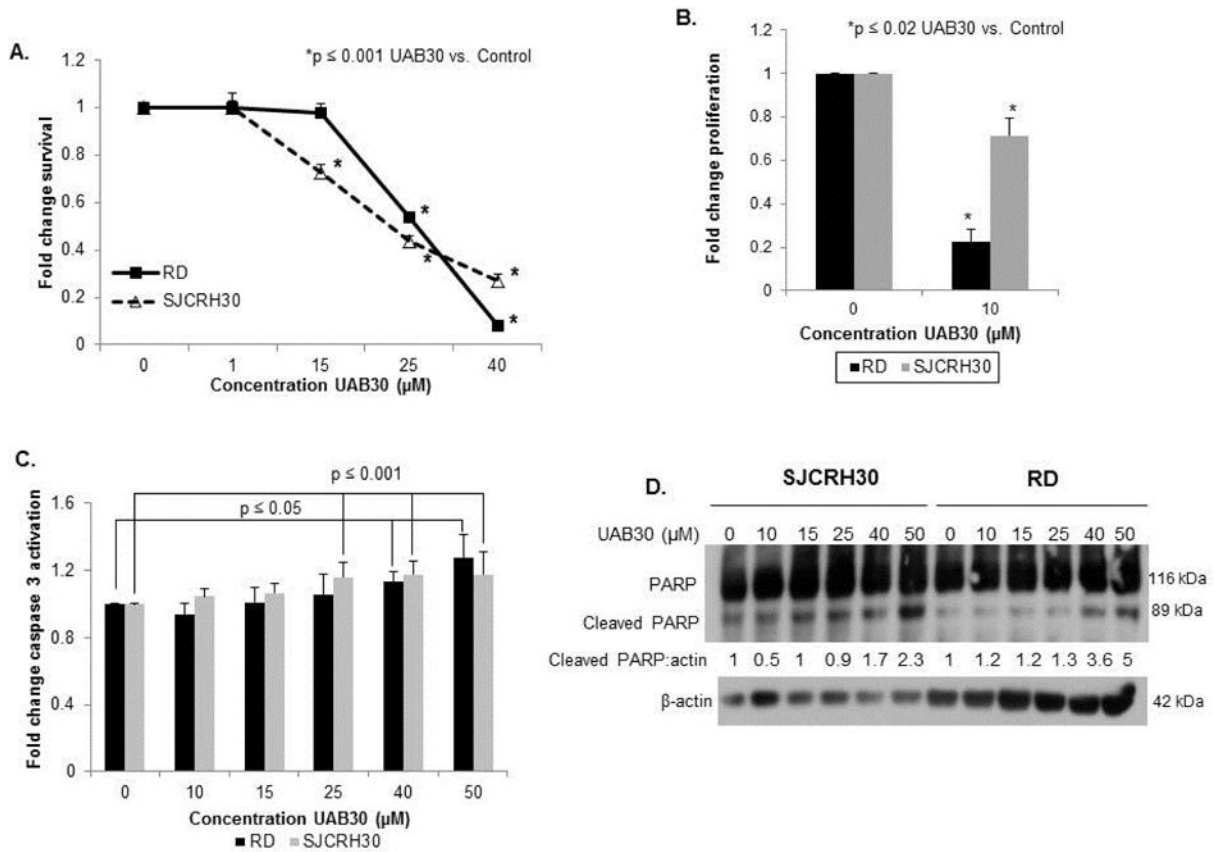 A.
*p ≤ 0.001 UAB30 vs. Control
Fold change survival
1.2
1
0.8
0.6
0.4
0.2
0
RD
SJCRH30
0 1 15 25 40
Concentration UAB30 (µM)
* * * * *
B.
*p ≤ 0.02 UAB30 vs. Control
Fold change proliferation
1.2
1
0.8
0.6
0.4
0.2
0
* *
0 10
Concentration UAB30 (µM)
RD SJCRH30
C.
p ≤ 0.001
p ≤ 0.05
Fold change caspase 3 activation
1.6
1.2
0.8
0.4
0
0 10 15 25 40 50
Concentration UAB30 (µM)
RD SJCRH30
D.
SJCRH30 RD
UAB30 (µM) 0 10 15 25 40 50 0 10 15 25 40 50
PARP 116 kDa
Cleaved PARP 89 kDa
Cleaved PARP:actin 1 0.5 1 0.9 1.7 2.3 1 1.2 1.2 1.3 3.6 5
β-actin 42 kDa